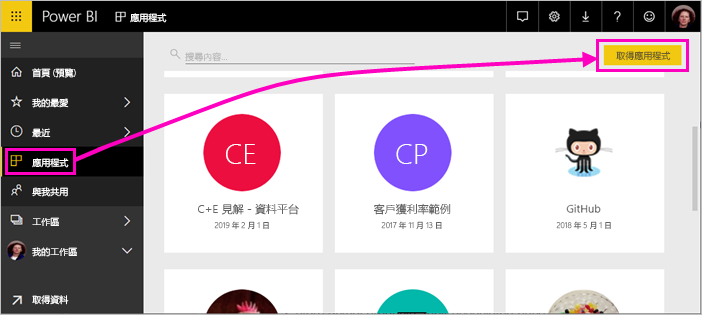 Power BI
應用程式
?
搜尋內容...
取得應用程式
首頁 (預覽)
我的最愛
最近
應用程式
與我共用
工作區
我的工作區
取得資料
CE
C+E 見解 - 資料平台
2019 年 2 月 1 日
CP
客戶獲利率範例
2017 年 11 月 13 日
GitHub
2018 年 5 月 1 日